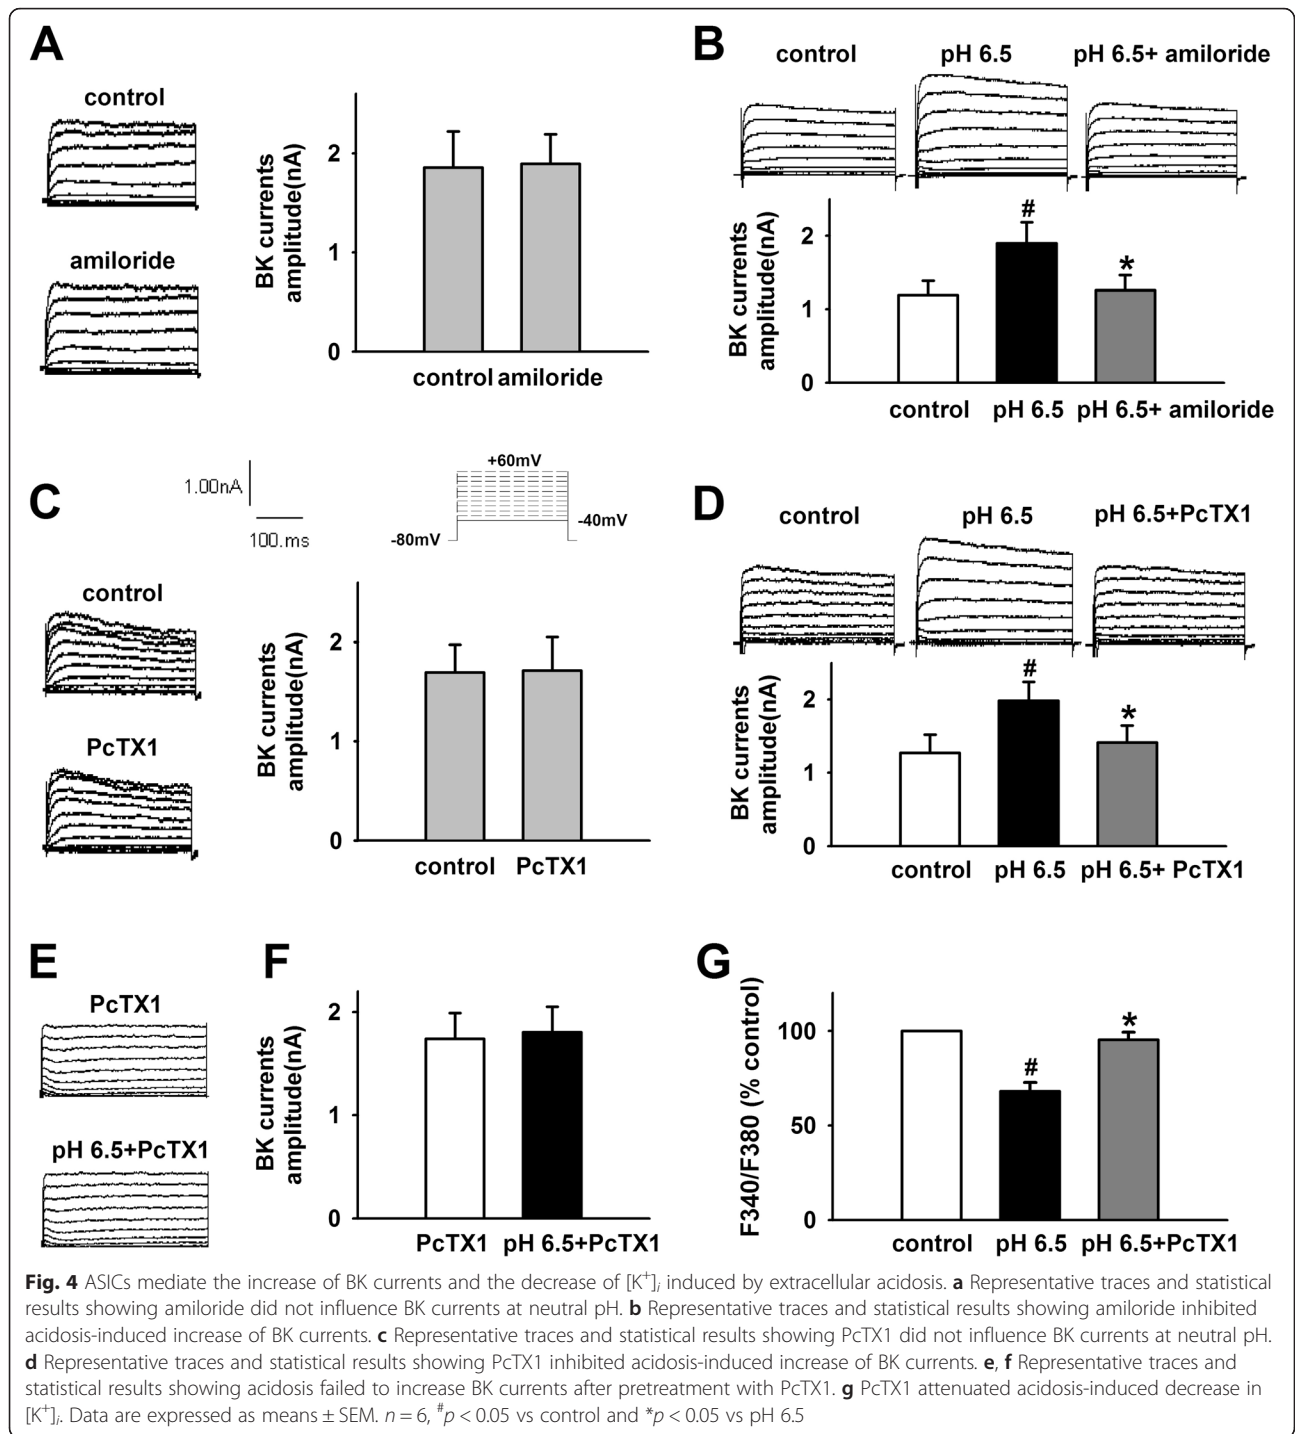 A
control
amiloride
BK currents
amplitude(nA)
2
1
0
control amiloride
B
control pH 6.5 pH 6.5+ amiloride
BK currents
amplitude(nA)
#
*
2
1
0
control pH 6.5 pH 6.5+ amiloride
C
1.00nA
100.ms
+60mV
-40mV
-80mV
control
PcTX1
BK currents
amplitude(nA)
2
1
0
control PcTX1
D
control pH 6.5 pH 6.5+PcTX1
BK currents
amplitude(nA)
#
*
2
1
0
control pH 6.5 pH 6.5+ PcTX1
E
PcTX1
pH 6.5+PcTX1
F
BK currents
amplitude(nA)
2
1
0
PcTX1 pH 6.5+PcTX1
G
F340/F380 (% control)
100
50
0
#
*
control pH 6.5 pH 6.5+PcTX1
Fig. 4 ASICs mediate the increase of BK currents and the decrease of [K⁺]ᵢ induced by extracellular acidosis. a Representative traces and statistical
results showing amiloride did not influence BK currents at neutral pH. b Representative traces and statistical results showing amiloride inhibited
acidosis-induced increase of BK currents. c Representative traces and statistical results showing PcTX1 did not influence BK currents at neutral pH.
d Representative traces and statistical results showing PcTX1 inhibited acidosis-induced increase of BK currents. e, f Representative traces and
statistical results showing acidosis failed to increase BK currents after pretreatment with PcTX1. g PcTX1 attenuated acidosis-induced decrease in
[K⁺]ᵢ. Data are expressed as means ± SEM. n = 6, #p < 0.05 vs control and *p < 0.05 vs pH 6.5